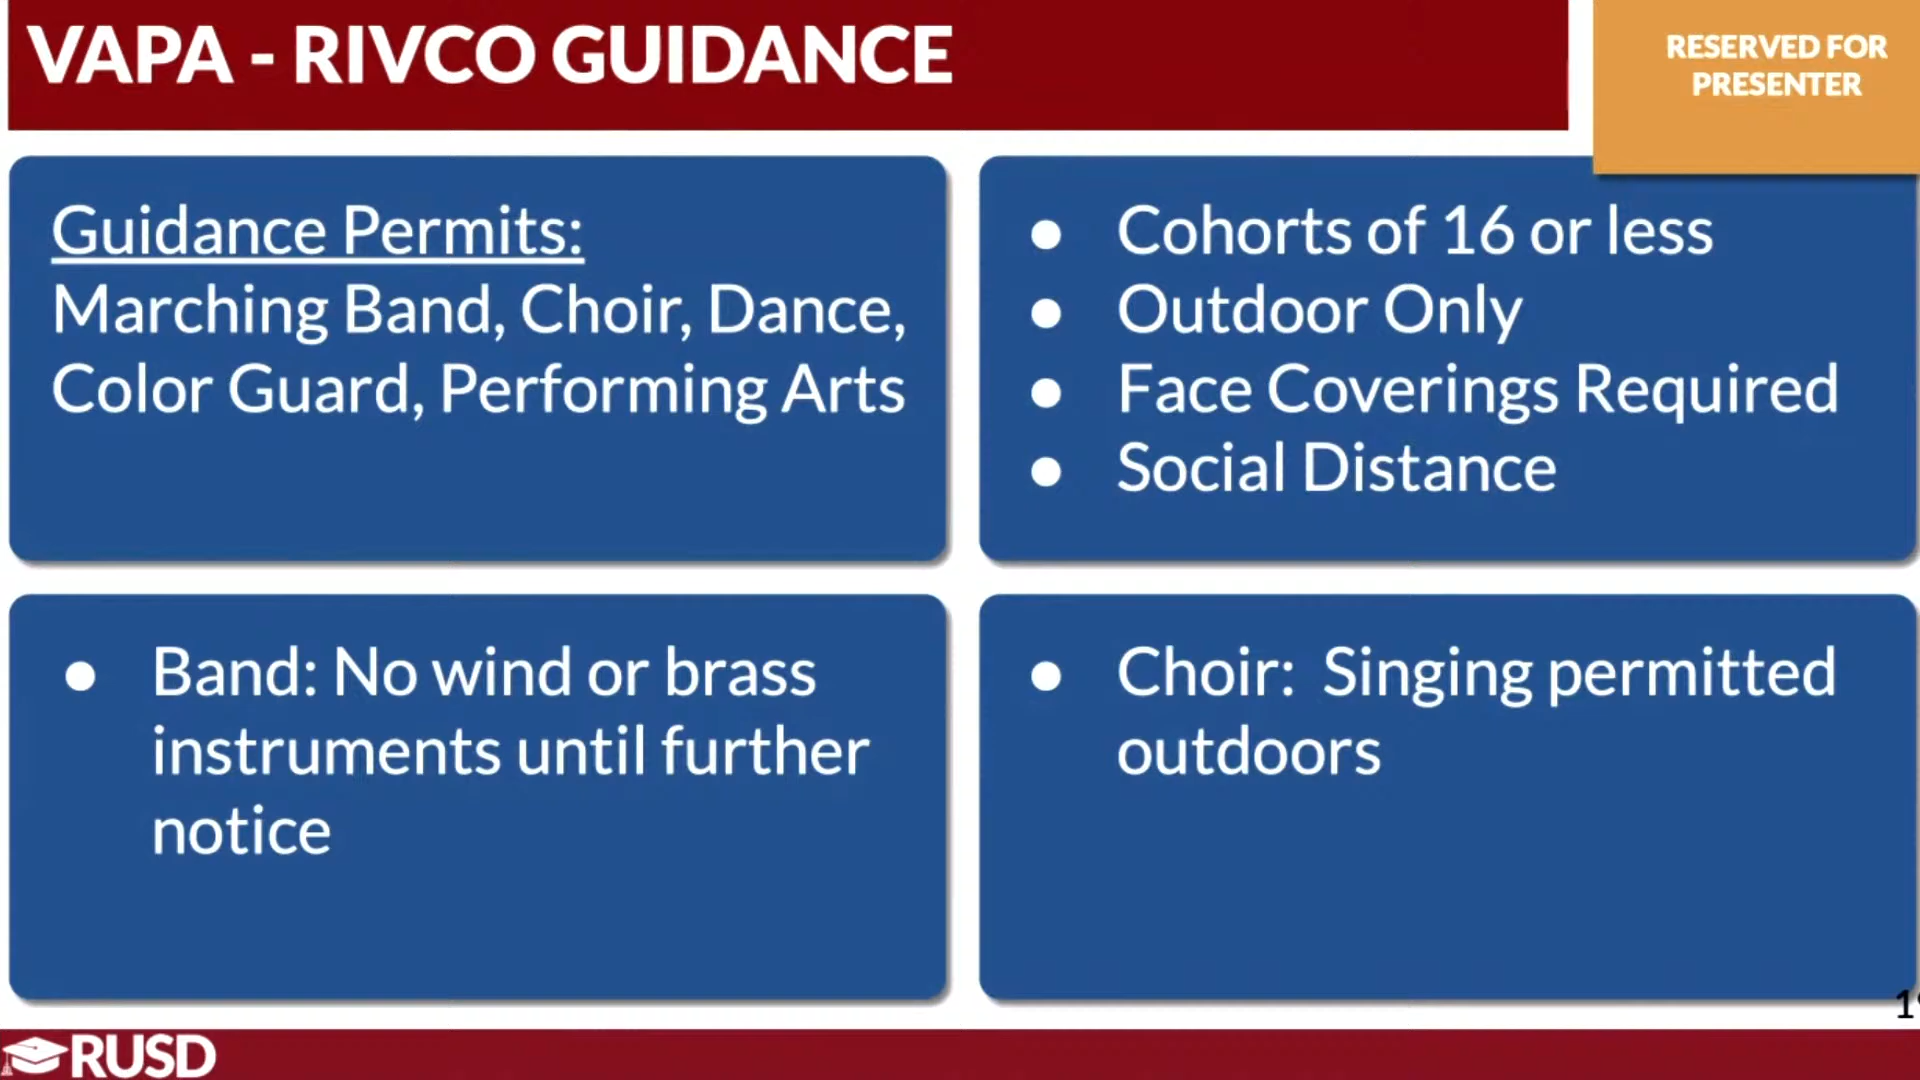 VAPA - RIVCO GUIDANCE
RESERVED FOR
PRESENTER
Guidance Permits:
Marching Band, Choir, Dance,
Color Guard, Performing Arts
● Cohorts of 16 or less
● Outdoor Only
● Face Coverings Required
● Social Distance
● Band: No wind or brass
instruments until further
notice
● Choir: Singing permitted
outdoors
RUSD